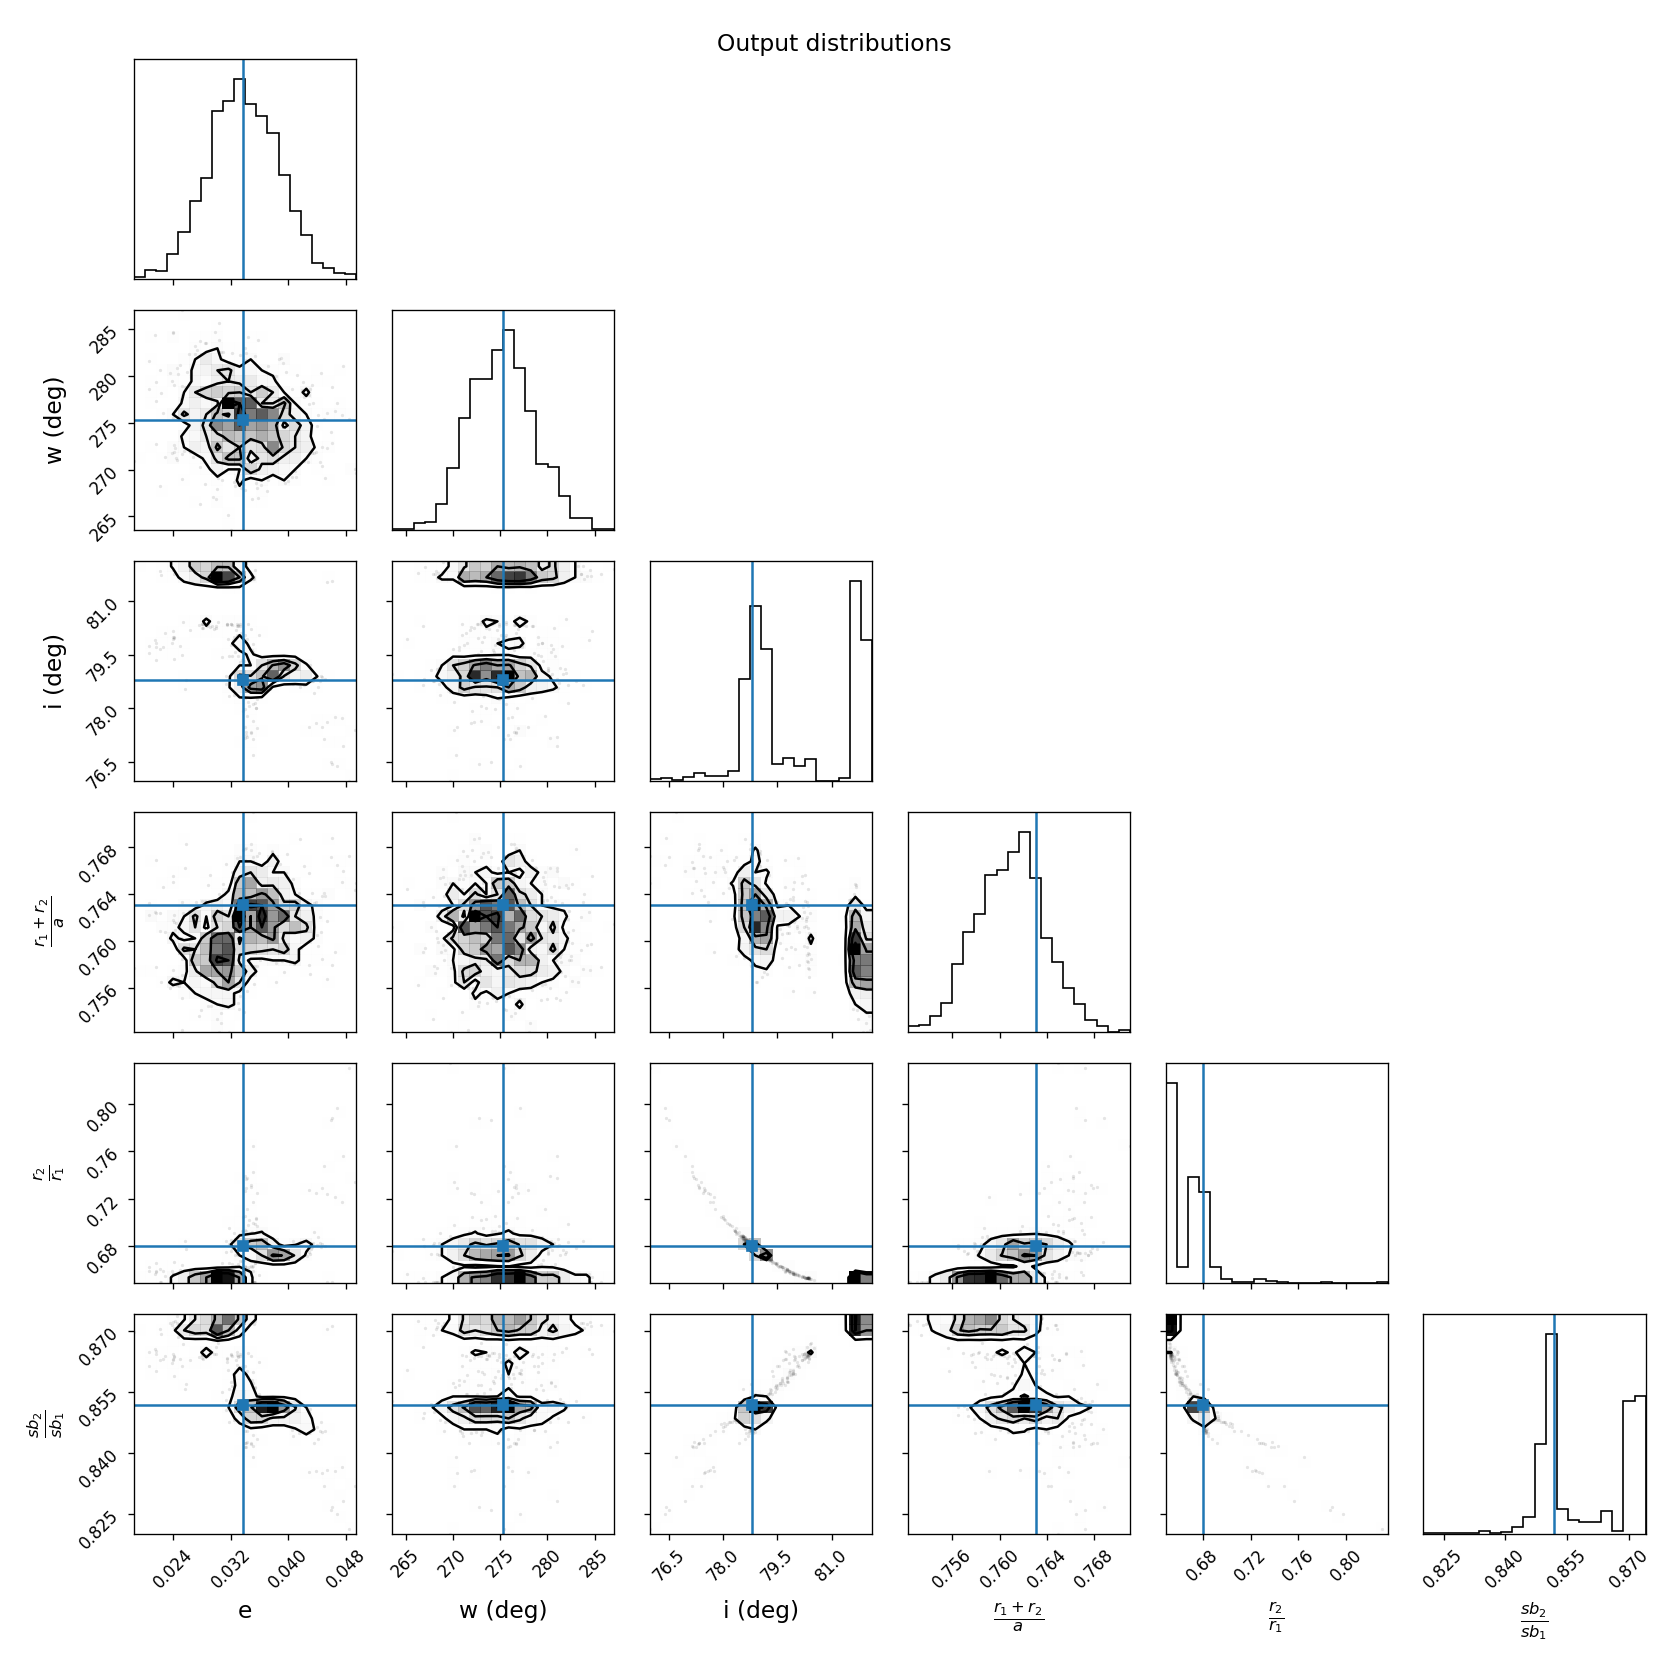 Output distributions
285
280
275
270
265
w (deg)
81.0
79.5
78.0
76.5
i (deg)
0.768
0.764
0.760
0.756
r1 + r2
a
0.80
0.76
0.72
0.68
r2
r1
0.870
0.855
0.840
0.825
sb2
sb1
0.024 0.032 0.040 0.048 265 270 275 280 285 76.5 78.0 79.5 81.0 0.756 0.760 0.764 0.768 0.68 0.72 0.76 0.80 0.825 0.840 0.855 0.870
e w (deg) i (deg) r1 + r2 r2 sb2
a r1 sb1